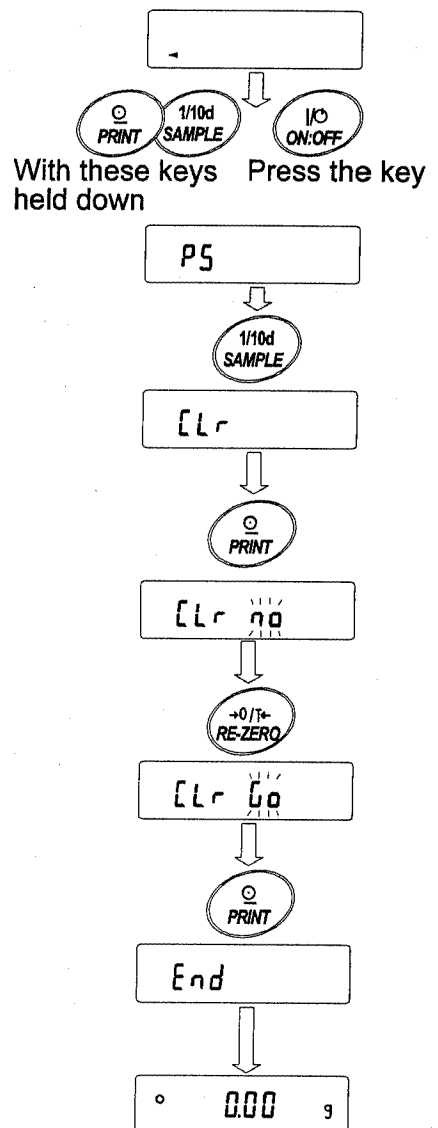 PRINT
1/10d
SAMPLE
I/⏻
ON:OFF
With these keys
held down
Press the key
PS
1/10d
SAMPLE
CLr
PRINT
CLr no
→0/T←
RE-ZERO
CLr Go
PRINT
End
0.00 g